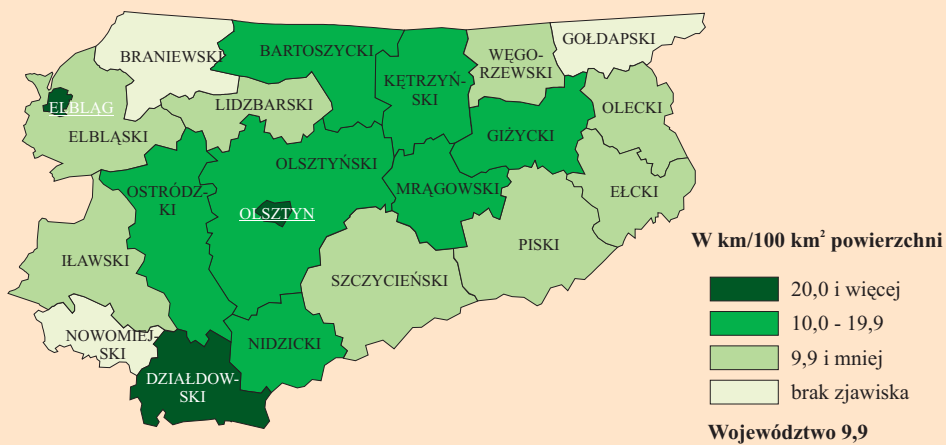 BRANIEWSKI
BARTOSZYCKI
KĘTRZYŃ-
SKI
WĘGO-
RZEWSKI
GOŁDAPSKI
ELBLĄG
ELBLĄSKI
LIDZBARSKI
GIŻYCKI
OLECKI
OSTRÓDZ-
KI
OLSZTYŃSKI
MRĄGOWSKI
EŁCKI
OLSZTYN
IŁAWSKI
SZCZYCIEŃSKI
PISKI
NOWOMIEJ-
SKI
NIDZICKI
DZIAŁDOW-
SKI
W km/100 km² powierzchni
20,0 i więcej
10,0 - 19,9
9,9 i mniej
brak zjawiska
Województwo 9,9